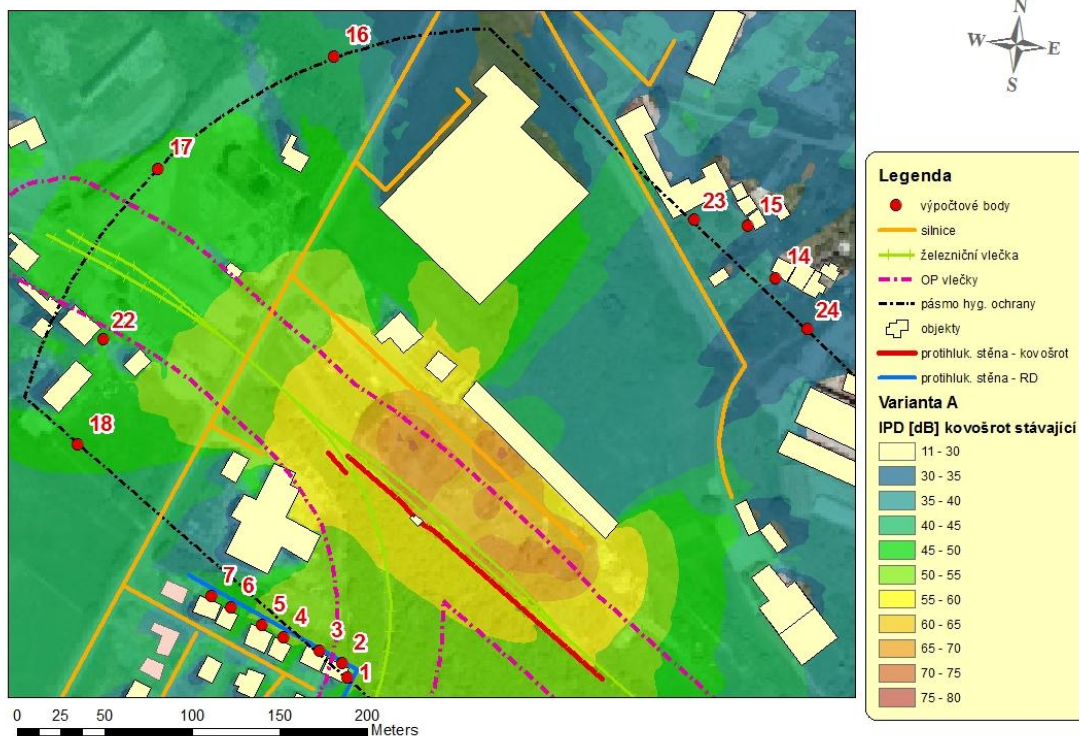 N
W E
S
16
17
23
15
14
24
22
18
7
6
5
4
3
2
1
0 25 50 100 150 200
Meters
Legenda
výpočtové body
silnice
železniční vlečka
OP vlečky
pásmo hyg. ochrany
objekty
protihluk. stěna - kovošrot
protihluk. stěna - RD
Varianta A
IPD [dB] kovošrot stávající
11 - 30
30 - 35
35 - 40
40 - 45
45 - 50
50 - 55
55 - 60
60 - 65
65 - 70
70 - 75
75 - 80